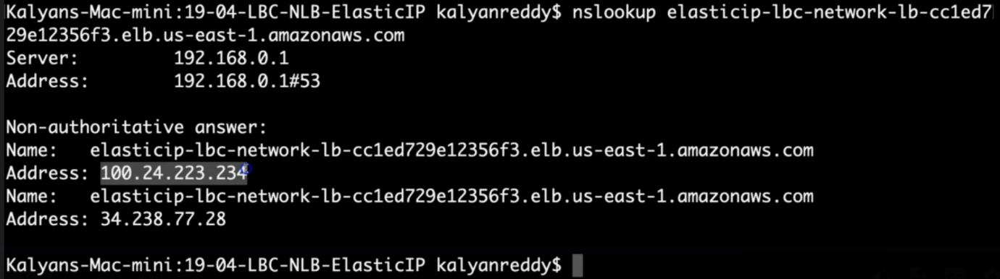 Kalyans-Mac-mini:19-04-LBC-NLB-ElasticIP kalyanreddy$ nslookup elasticip-lbc-network-lb-cc1ed7
29e12356f3.elb.us-east-1.amazonaws.com
Server:		192.168.0.1
Address:	192.168.0.1#53

Non-authoritative answer:
Name:	elasticip-lbc-network-lb-cc1ed729e12356f3.elb.us-east-1.amazonaws.com
Address: 100.24.223.234
Name:	elasticip-lbc-network-lb-cc1ed729e12356f3.elb.us-east-1.amazonaws.com
Address: 34.238.77.28

Kalyans-Mac-mini:19-04-LBC-NLB-ElasticIP kalyanreddy$